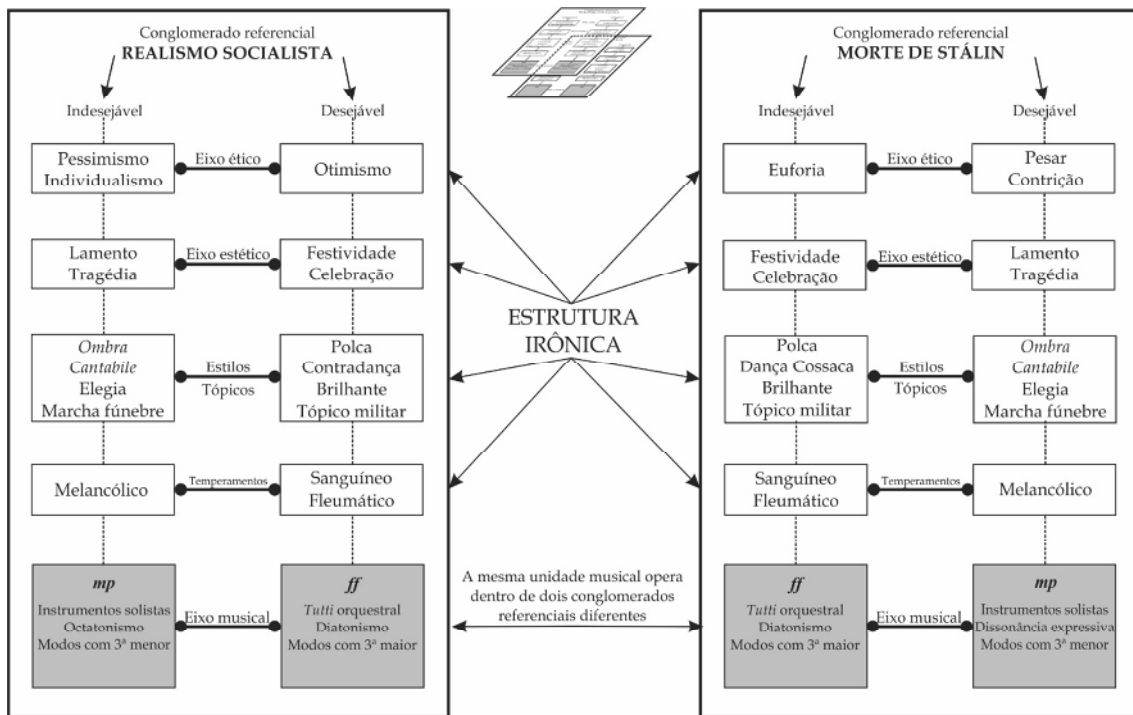 Conglomerado referencial
REALISMO SOCIALISTA
Indesejável
Desejável
Pessimismo
Individualismo
Eixo ético
Otimismo
Lamento
Tragédia
Eixo estético
Festividade
Celebração
Ombra
Cantabile
Elegia
Marcha fúnebre
Estilos
Tópicos
Polca
Contradança
Brilhante
Tópico militar
Melancólico
Temperamentos
Sanguíneo
Fleumático
mp
Instrumentos solistas
Octatonismo
Modos com 3ª menor
Eixo musical
ff
Tutti orquestral
Diatonismo
Modos com 3ª maior
ESTRUTURA
IRÔNICA
A mesma unidade musical opera
dentro de dois conglomerados
referenciais diferentes
Conglomerado referencial
MORTE DE STÁLIN
Indesejável
Desejável
Euforia
Eixo ético
Pesar
Contrição
Festividade
Celebração
Eixo estético
Lamento
Tragédia
Polca
Dança Cossaca
Brilhante
Tópico militar
Estilos
Tópicos
Ombra
Cantabile
Elegia
Marcha fúnebre
Sanguíneo
Fleumático
Temperamentos
Melancólico
ff
Tutti orquestral
Diatonismo
Modos com 3ª maior
Eixo musical
mp
Instrumentos solistas
Dissonância expressiva
Modos com 3ª menor